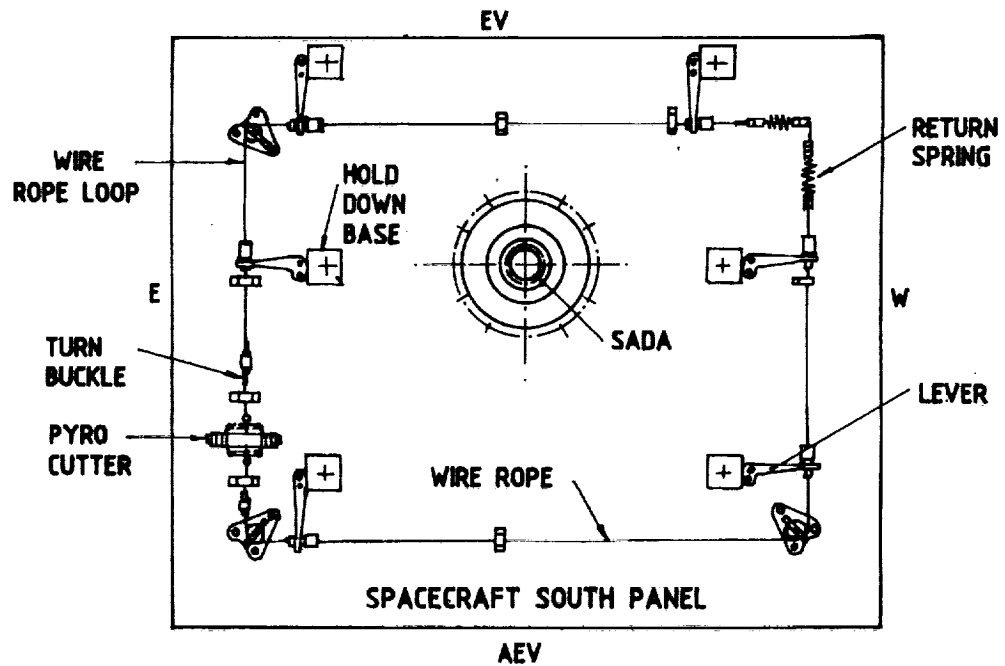 EV
WIRE
ROPE LOOP
HOLD
DOWN
BASE
RETURN
SPRING
E
W
SADA
TURN
BUCKLE
LEVER
PYRO
CUTTER
WIRE ROPE
SPACECRAFT SOUTH PANEL
AEV